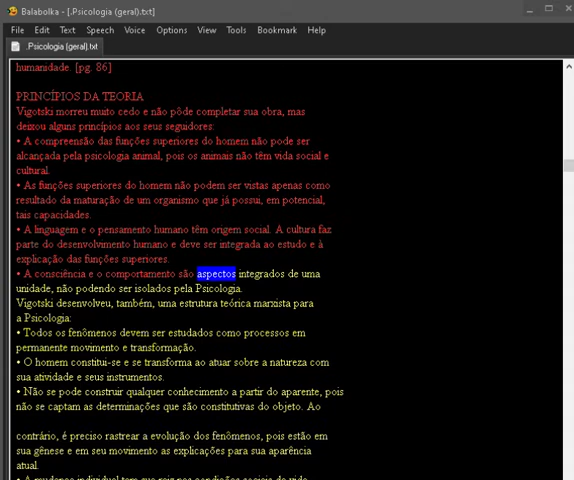 Balabolka - [.Psicologia (geral).txt]
File Edit Text Speech Voice Options View Tools Bookmark Help
.Psicologia (geral).txt
humanidade. [pg. 86]
PRINCÍPIOS DA TEORIA
Vigotski morreu muito cedo e não pôde completar sua obra, mas
deixou alguns princípios aos seus seguidores:
• A compreensão das funções superiores do homem não pode ser
alcançada pela psicologia animal, pois os animais não têm vida social e
cultural.
• As funções superiores do homem não podem ser vistas apenas como
resultado da maturação de um organismo que já possui, em potencial,
tais capacidades.
• A linguagem e o pensamento humano têm origem social. A cultura faz
parte do desenvolvimento humano e deve ser integrada ao estudo e à
explicação das funções superiores.
• A consciência e o comportamento são aspectos integrados de uma
unidade, não podendo ser isolados pela Psicologia.
Vigotski desenvolveu, também, uma estrutura teórica marxista para
a Psicologia:
• Todos os fenômenos devem ser estudados como processos em
permanente movimento e transformação.
• O homem constitui-se e se transforma ao atuar sobre a natureza com
sua atividade e seus instrumentos.
• Não se pode construir qualquer conhecimento a partir do aparente, pois
não se captam as determinações que são constitutivas do objeto. Ao
contrário, é preciso rastrear a evolução dos fenômenos, pois estão em
sua gênese e em seu movimento as explicações para sua aparência
atual.
• A mudança individual tem sua raiz nas condições sociais de vida.